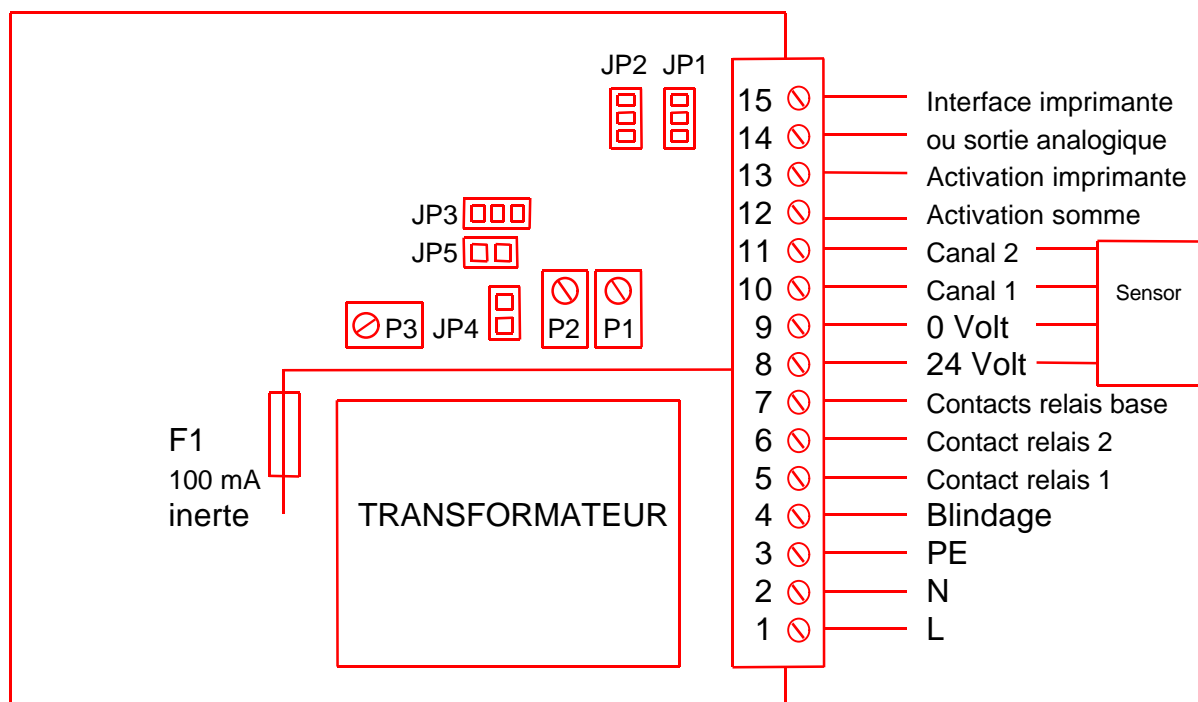 JP2 JP1
15 Interface imprimante
14 ou sortie analogique
13 Activation imprimante
JP3
12 Activation somme
JP5
11 Canal 2
10 Canal 1
Sensor
P3 JP4 P2 P1
9 0 Volt
8 24 Volt
7 Contacts relais base
F1
6 Contact relais 2
100 mA
5 Contact relais 1
inerte
TRANSFORMATEUR
4 Blindage
3 PE
2 N
1 L